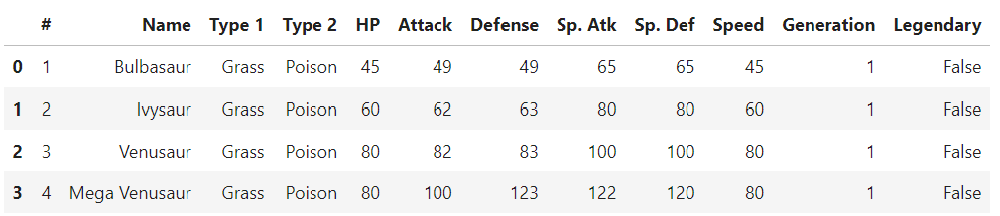 # Name Type 1 Type 2 HP Attack Defense Sp. Atk Sp. Def Speed Generation Legendary
0 1 Bulbasaur Grass Poison 45 49 49 65 65 45 1 False
1 2 Ivysaur Grass Poison 60 62 63 80 80 60 1 False
2 3 Venusaur Grass Poison 80 82 83 100 100 80 1 False
3 4 Mega Venusaur Grass Poison 80 100 123 122 120 80 1 False